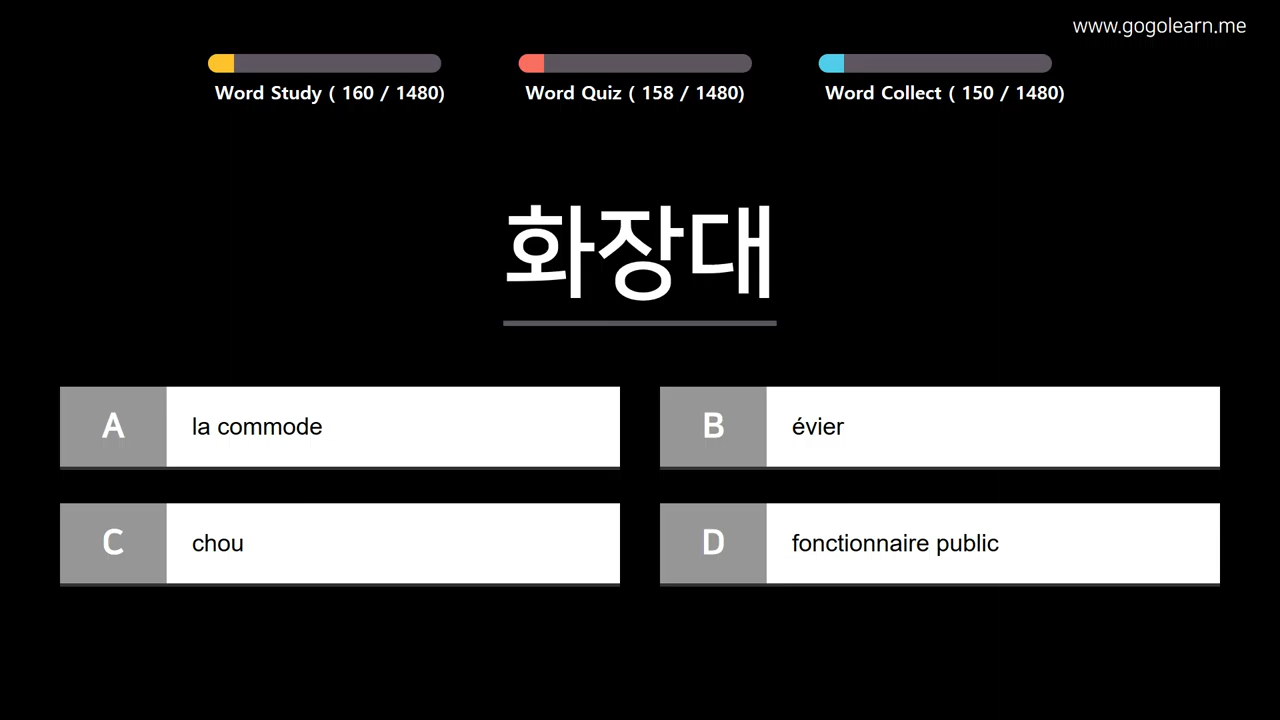 www.gogolearn.me
Word Study ( 160 / 1480)
Word Quiz ( 158 / 1480)
Word Collect ( 150 / 1480)
화장대
A la commode
B évier
C chou
D fonctionnaire public